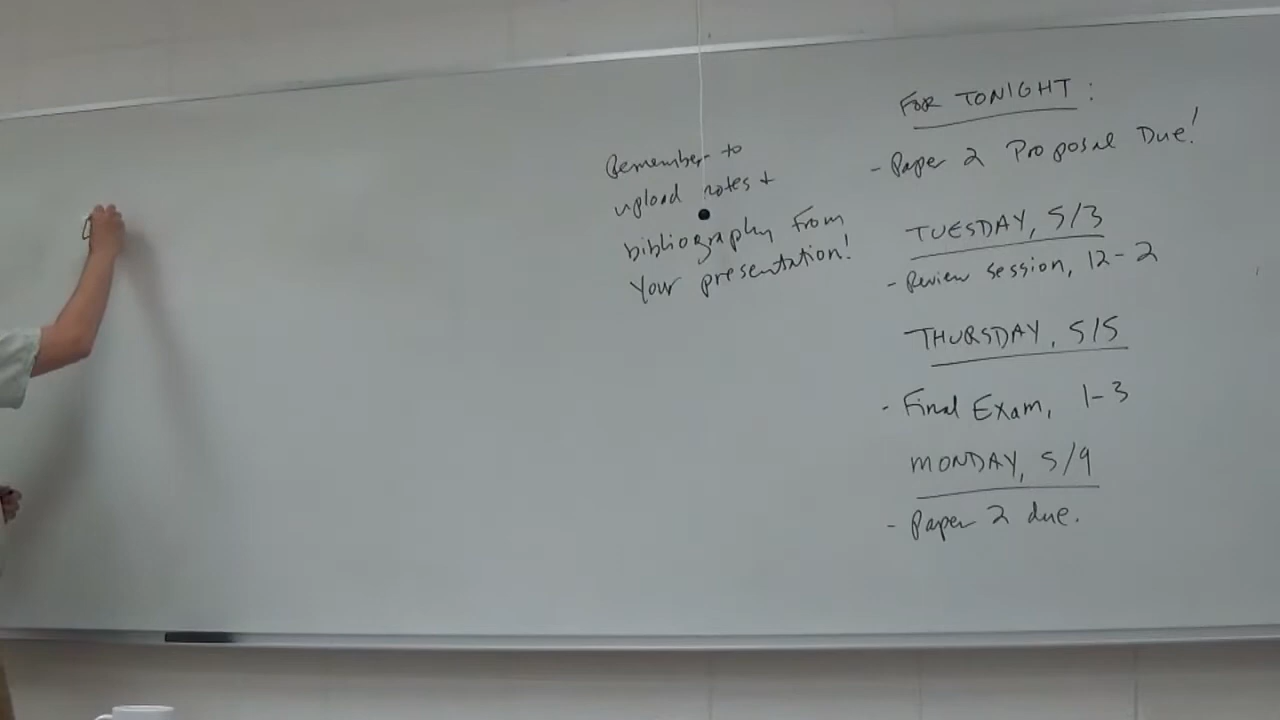 Remember to
upload notes +
bibliography from
your presentation!
FOR TONIGHT:
- Paper 2 Proposal Due!
TUESDAY, 5/3
- Review session, 12-2
THURSDAY, 5/5
- Final Exam, 1-3
MONDAY, 5/9
- Paper 2 due.